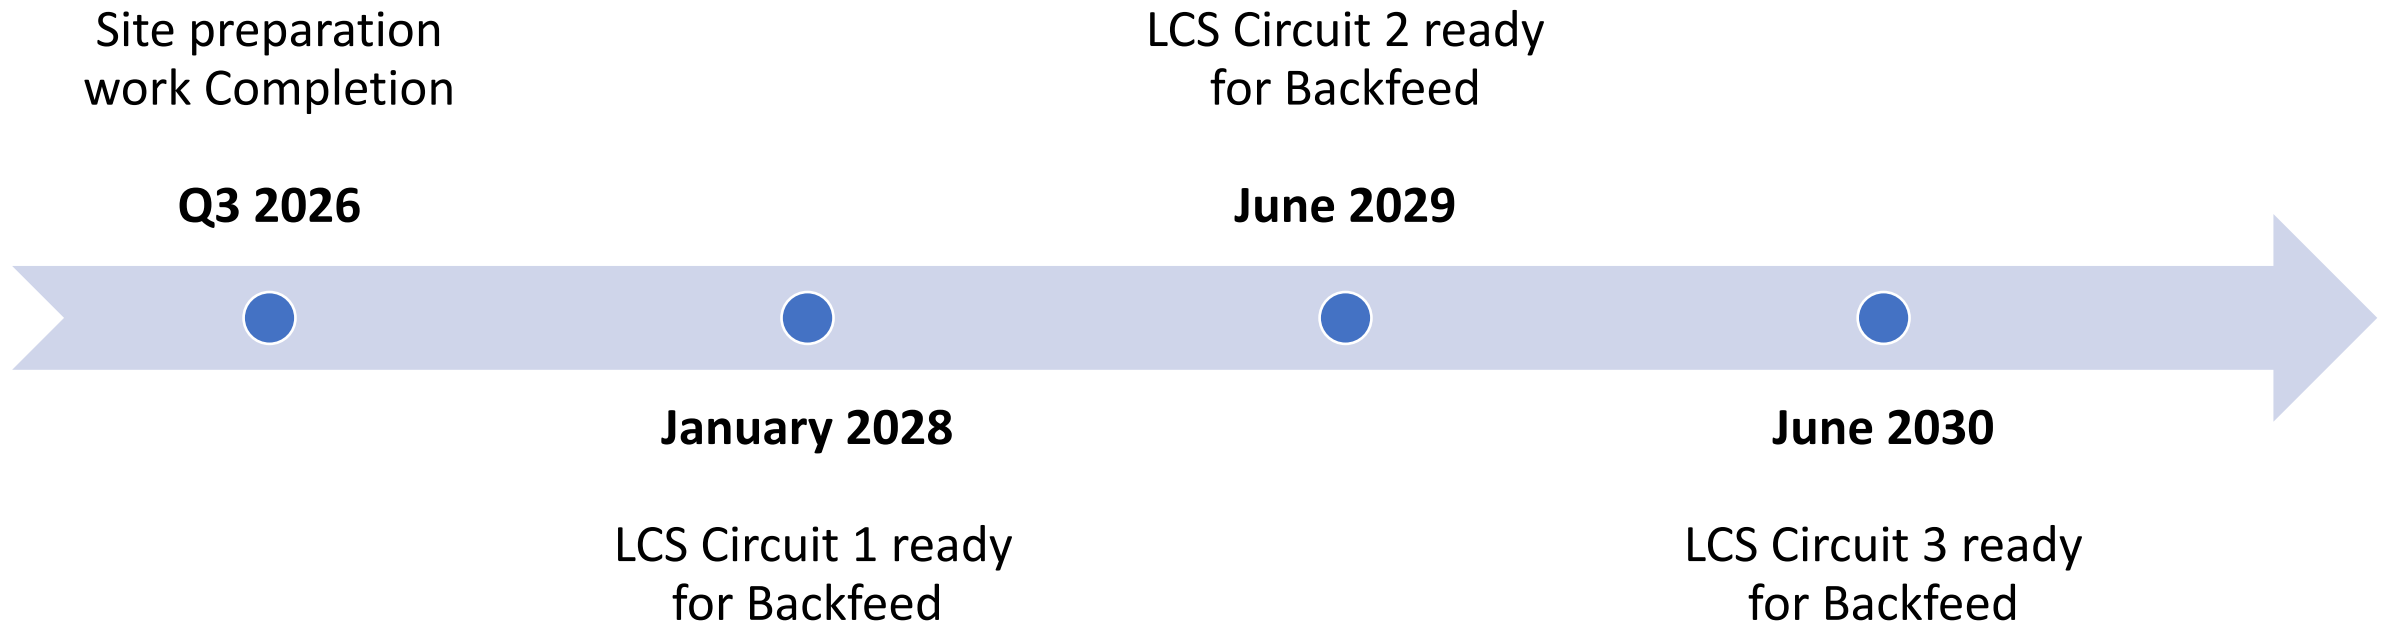 Site preparation
work Completion
Q3 2026
January 2028
LCS Circuit 1 ready
for Backfeed
LCS Circuit 2 ready
for Backfeed
June 2029
June 2030
LCS Circuit 3 ready
for Backfeed